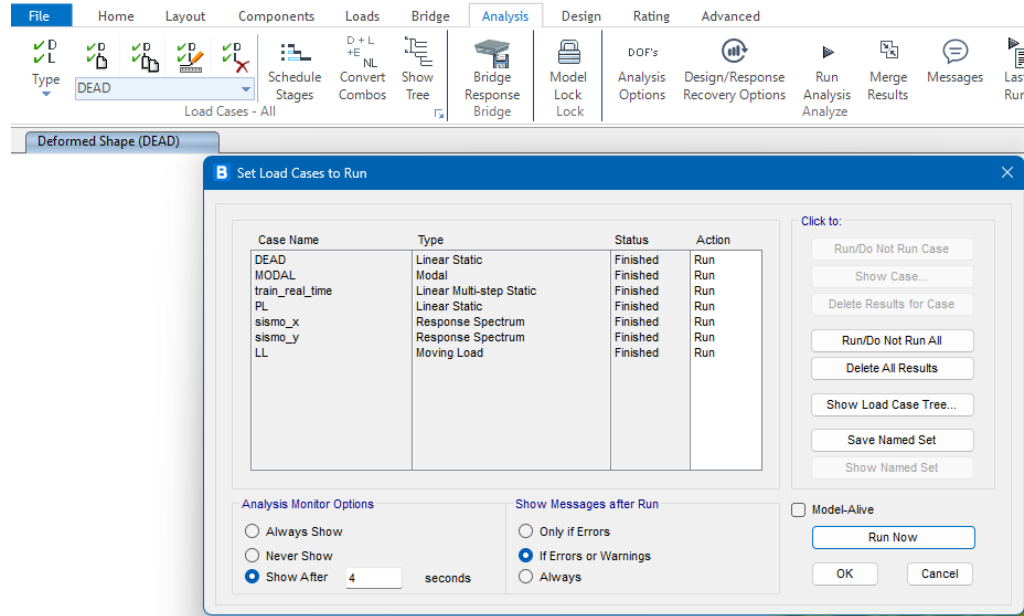 File Home Layout Components Loads Bridge Analysis Design Rating Advanced
Type
DEAD
Schedule Stages
D + L +E NL
Convert Combos
Show Tree
Load Cases - All
Bridge Response
Bridge
Model Lock
Lock
DOF's
Analysis Options
Design/Response Recovery Options
Run Analysis
Merge Results
Messages
Las
Run
Analyze
Deformed Shape (DEAD)
B Set Load Cases to Run
Click to:
Case Name Type Status Action
DEAD Linear Static Finished Run
MODAL Modal Finished Run
train_real_time Linear Multi-step Static Finished Run
PL Linear Static Finished Run
sismo_x Response Spectrum Finished Run
sismo_y Response Spectrum Finished Run
LL Moving Load Finished Run
Run/Do Not Run Case
Show Case...
Delete Results for Case
Run/Do Not Run All
Delete All Results
Show Load Case Tree...
Save Named Set
Show Named Set
Analysis Monitor Options
Always Show
Never Show
Show After 4 seconds
Show Messages after Run
Only if Errors
If Errors or Warnings
Always
Model-Alive
Run Now
OK Cancel